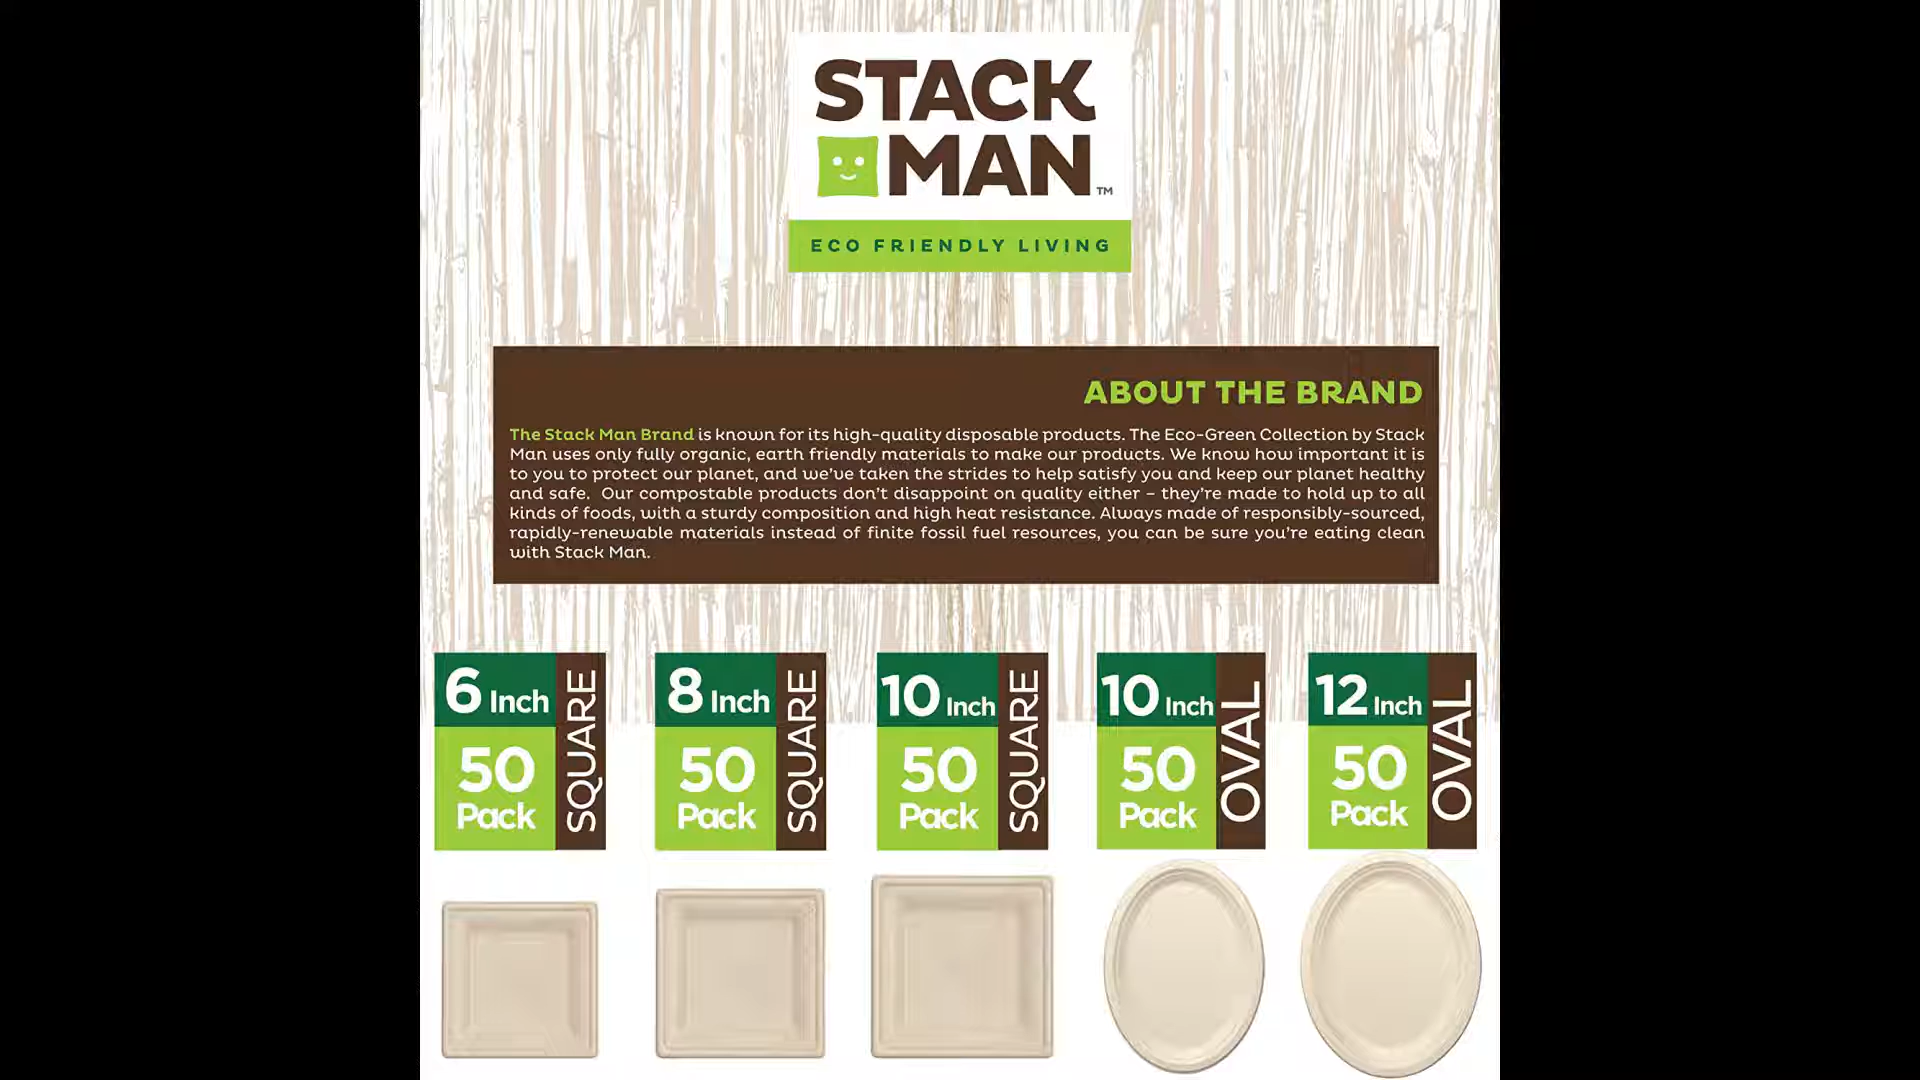 STACK
MAN™
ECO FRIENDLY LIVING
ABOUT THE BRAND
The Stack Man Brand is known for its high-quality disposable products. The Eco-Green Collection by Stack
Man uses only fully organic, earth friendly materials to make our products. We know how important it is
to you to protect our planet, and we've taken the strides to help satisfy you and keep our planet healthy
and safe. Our compostable products don't disappoint on quality either – they're made to hold up to all
kinds of foods, with a sturdy composition and high heat resistance. Always made of responsibly-sourced,
rapidly-renewable materials instead of finite fossil fuel resources, you can be sure you're eating clean
with Stack Man.
6 Inch
50
Pack
SQUARE
8 Inch
50
Pack
SQUARE
10 Inch
50
Pack
SQUARE
10 Inch
50
Pack
OVAL
12 Inch
50
Pack
OVAL